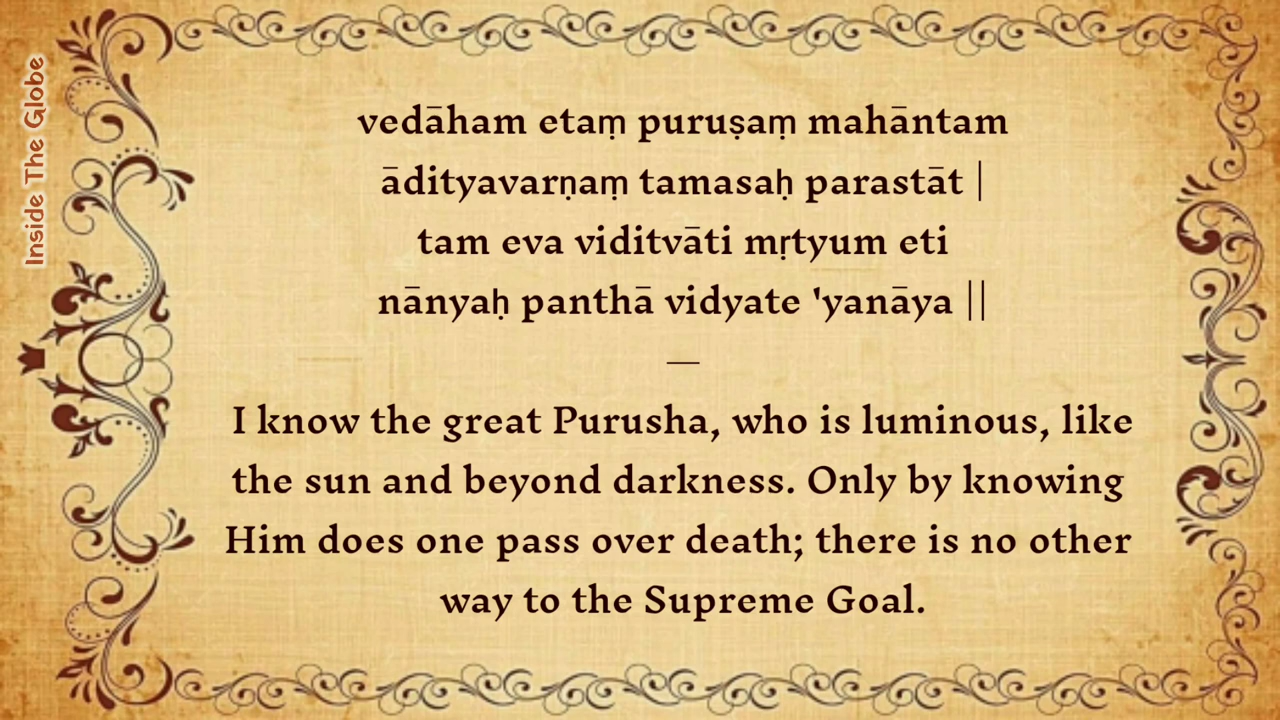 Inside The Globe
vedāham etaṃ puruṣaṃ mahāntam
ādityavarṇaṃ tamasaḥ parastāt |
tam eva viditvāti mṛtyum eti
nānyaḥ panthā vidyate 'yanāya ||
—
I know the great Purusha, who is luminous, like
the sun and beyond darkness. Only by knowing
Him does one pass over death; there is no other
way to the Supreme Goal.